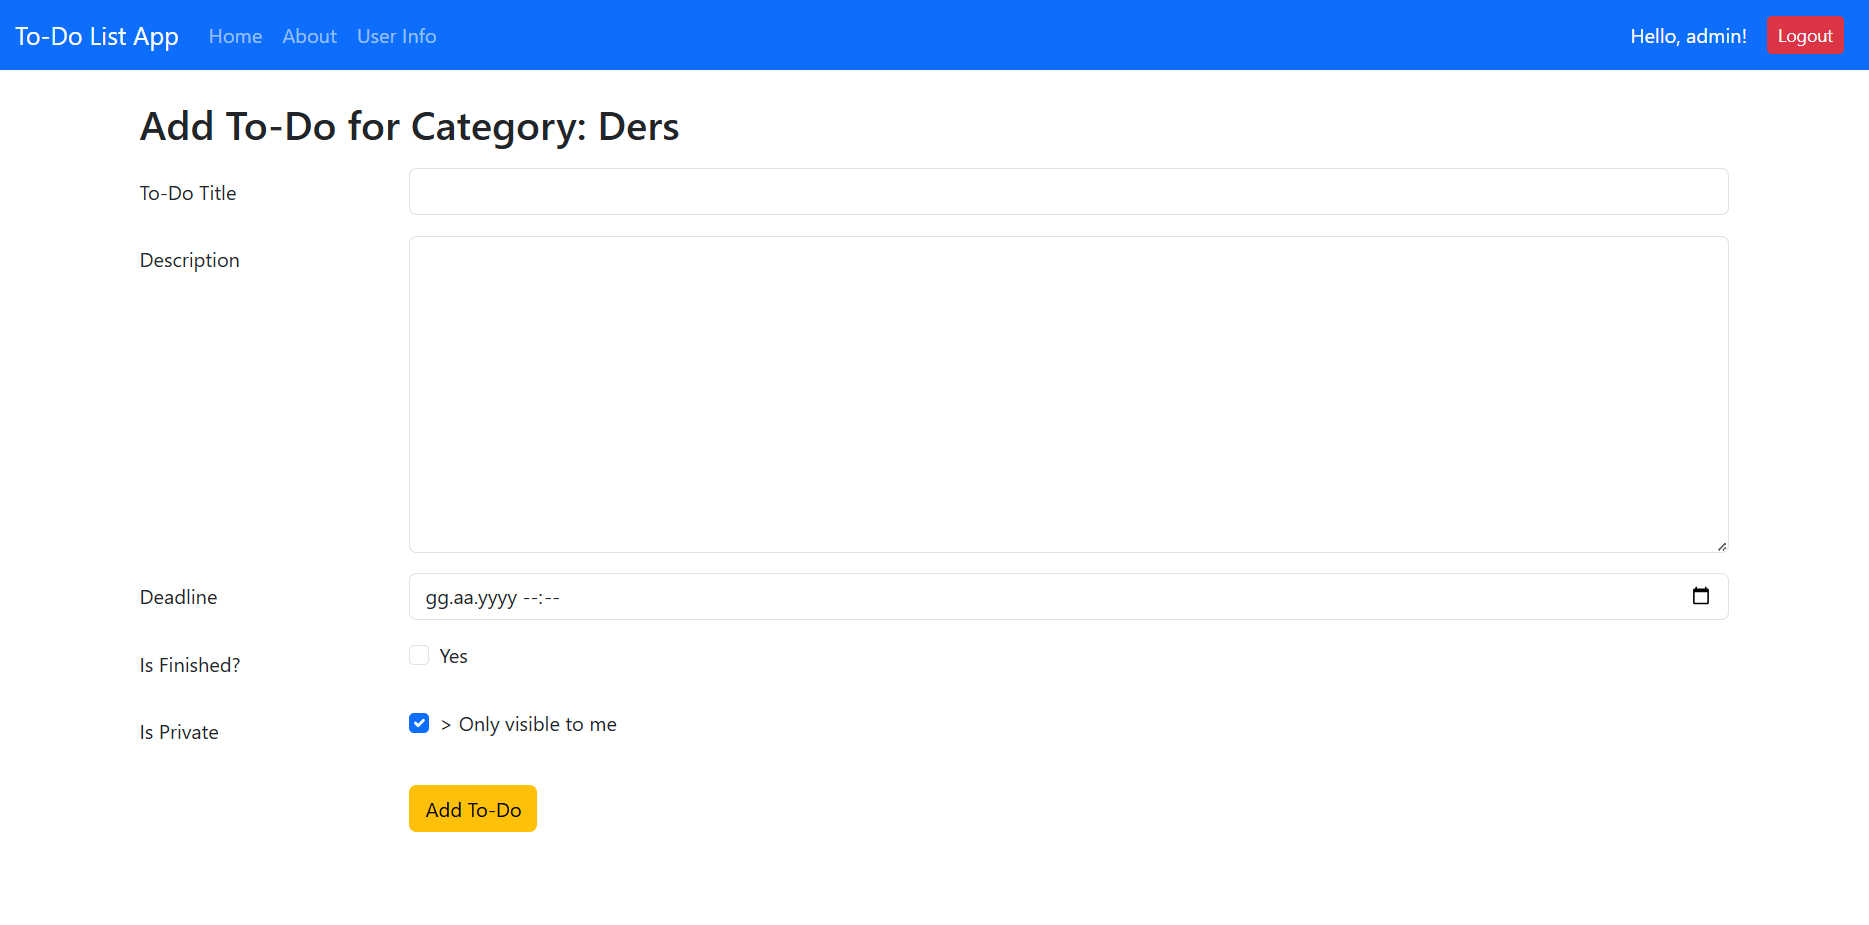 To-Do List App Home About User Info Hello, admin! Logout
Add To-Do for Category: Ders
To-Do Title
Description
Deadline gg.aa.yyyy --:--
Is Finished? Yes
Is Private > Only visible to me
Add To-Do